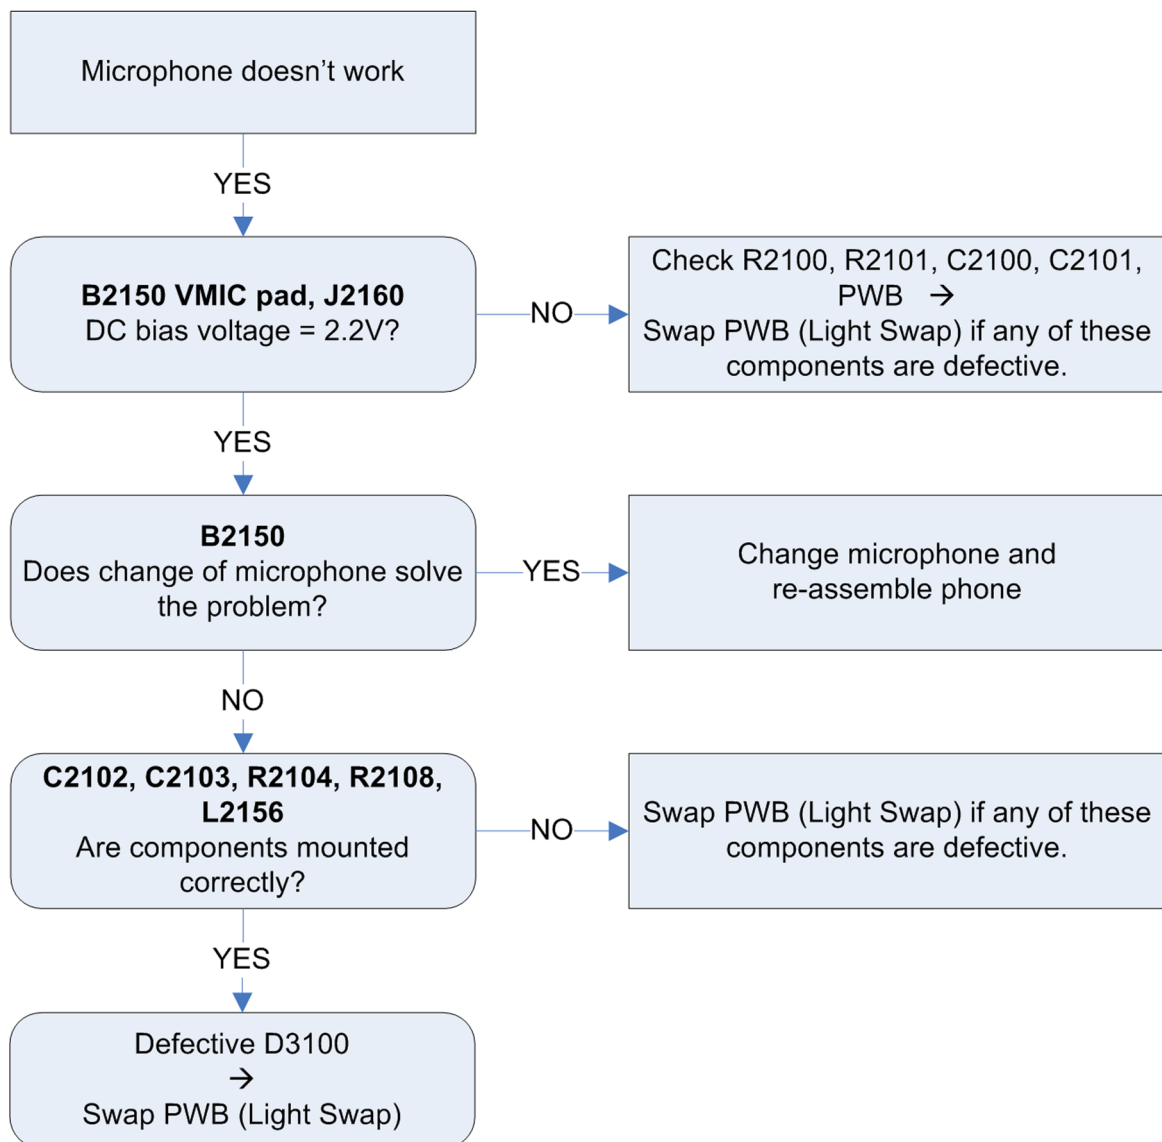 Microphone doesn’t work
YES
B2150 VMIC pad, J2160
DC bias voltage = 2.2V?
NO
Check R2100, R2101, C2100, C2101,
PWB →
Swap PWB (Light Swap) if any of these
components are defective.
YES
B2150
Does change of microphone solve
the problem?
YES
Change microphone and
re-assemble phone
NO
C2102, C2103, R2104, R2108,
L2156
Are components mounted
correctly?
NO
Swap PWB (Light Swap) if any of these
components are defective.
YES
Defective D3100
→
Swap PWB (Light Swap)